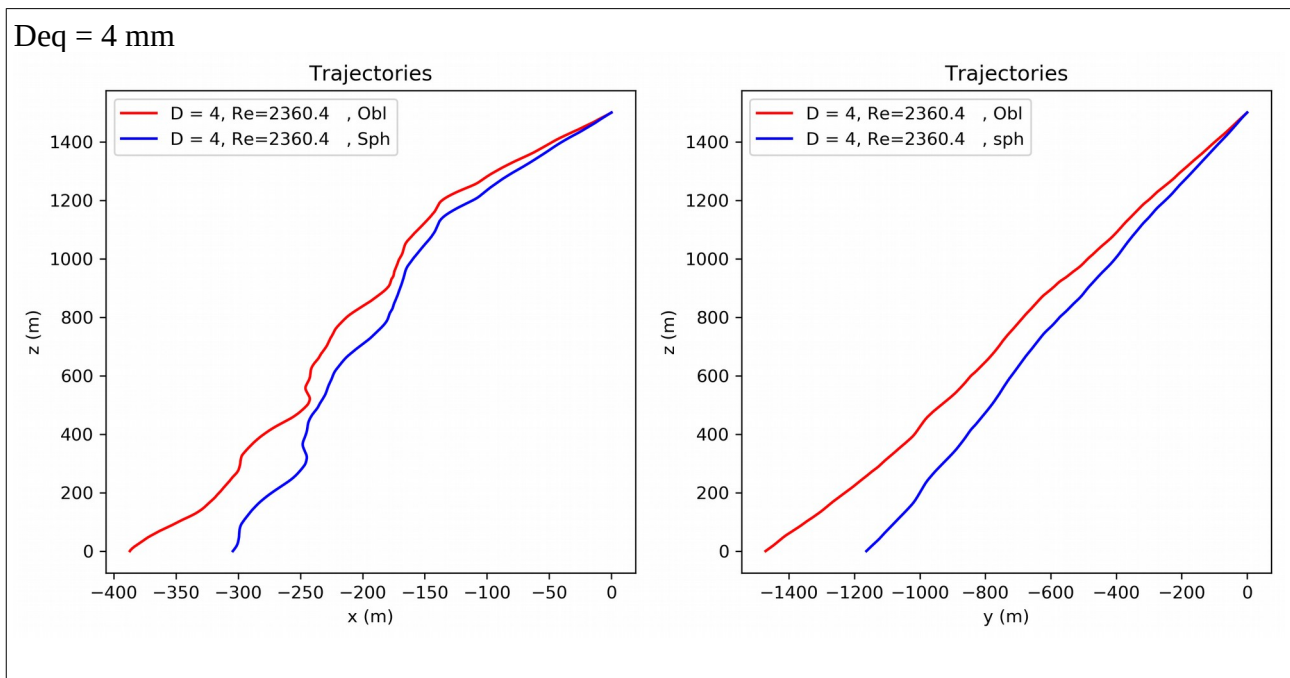 Deq = 4 mm
Trajectories
D = 4, Re=2360.4 , Obl
D = 4, Re=2360.4 , Sph
1400
1200
1000
800
600
400
200
0
z (m)
−400 −350 −300 −250 −200 −150 −100 −50 0
x (m)
Trajectories
D = 4, Re=2360.4 , Obl
D = 4, Re=2360.4 , sph
1400
1200
1000
800
600
400
200
0
z (m)
−1400 −1200 −1000 −800 −600 −400 −200 0
y (m)